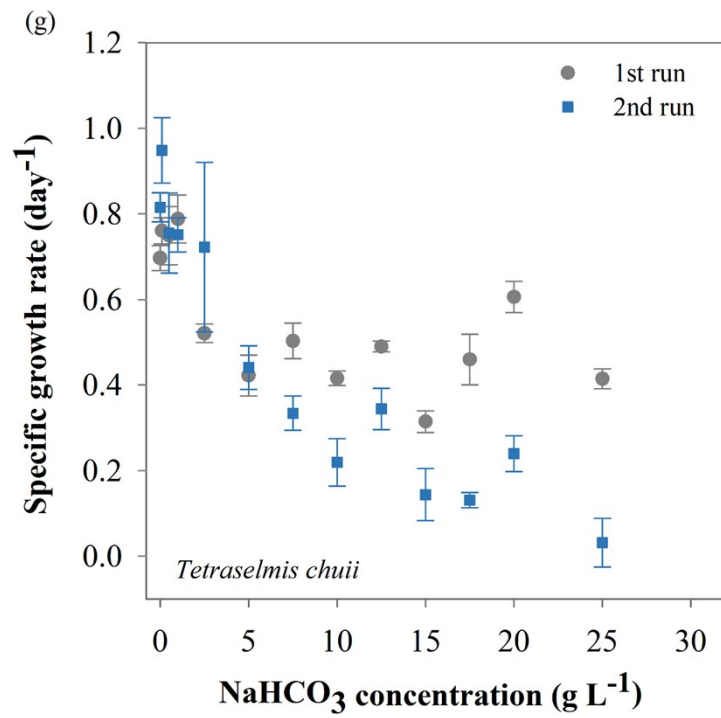 (g)
1.2
1st run
2nd run
1.0
0.8
0.6
0.4
0.2
0.0
Specific growth rate (day⁻¹)
Tetraselmis chuii
0 5 10 15 20 25 30
NaHCO₃ concentration (g L⁻¹)